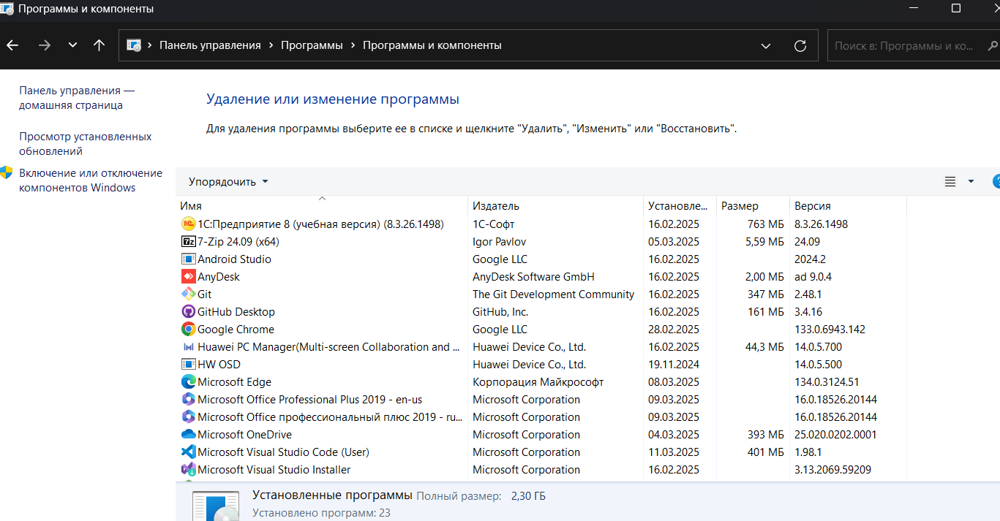 Программы и компоненты
Панель управления › Программы › Программы и компоненты
Поиск в: Программы и ко...
Панель управления —
домашняя страница
Просмотр установленных
обновлений
Включение или отключение
компонентов Windows
Удаление или изменение программы
Для удаления программы выберите ее в списке и щелкните "Удалить", "Изменить" или "Восстановить".
Упорядочить
Имя Издатель Установле... Размер Версия
1С:Предприятие 8 (учебная версия) (8.3.26.1498) 1С-Софт 16.02.2025 763 МБ 8.3.26.1498
7-Zip 24.09 (x64) Igor Pavlov 05.03.2025 5,59 МБ 24.09
Android Studio Google LLC 16.02.2025 2024.2
AnyDesk AnyDesk Software GmbH 16.02.2025 2,00 МБ ad 9.0.4
Git The Git Development Community 16.02.2025 347 МБ 2.48.1
GitHub Desktop GitHub, Inc. 16.02.2025 161 МБ 3.4.16
Google Chrome Google LLC 28.02.2025 133.0.6943.142
Huawei PC Manager(Multi-screen Collaboration and ... Huawei Device Co., Ltd. 16.02.2025 44,3 МБ 14.0.5.700
HW OSD Huawei Device Co., Ltd. 19.11.2024 14.0.5.500
Microsoft Edge Корпорация Майкрософт 08.03.2025 134.0.3124.51
Microsoft Office Professional Plus 2019 - en-us Microsoft Corporation 09.03.2025 16.0.18526.20144
Microsoft Office профессиональный плюс 2019 - ru... Microsoft Corporation 09.03.2025 16.0.18526.20144
Microsoft OneDrive Microsoft Corporation 04.03.2025 393 МБ 25.020.0202.0001
Microsoft Visual Studio Code (User) Microsoft Corporation 11.03.2025 401 МБ 1.98.1
Microsoft Visual Studio Installer Microsoft Corporation 16.02.2025 3.13.2069.59209
Установленные программы Полный размер: 2,30 ГБ
Установлено программ: 23